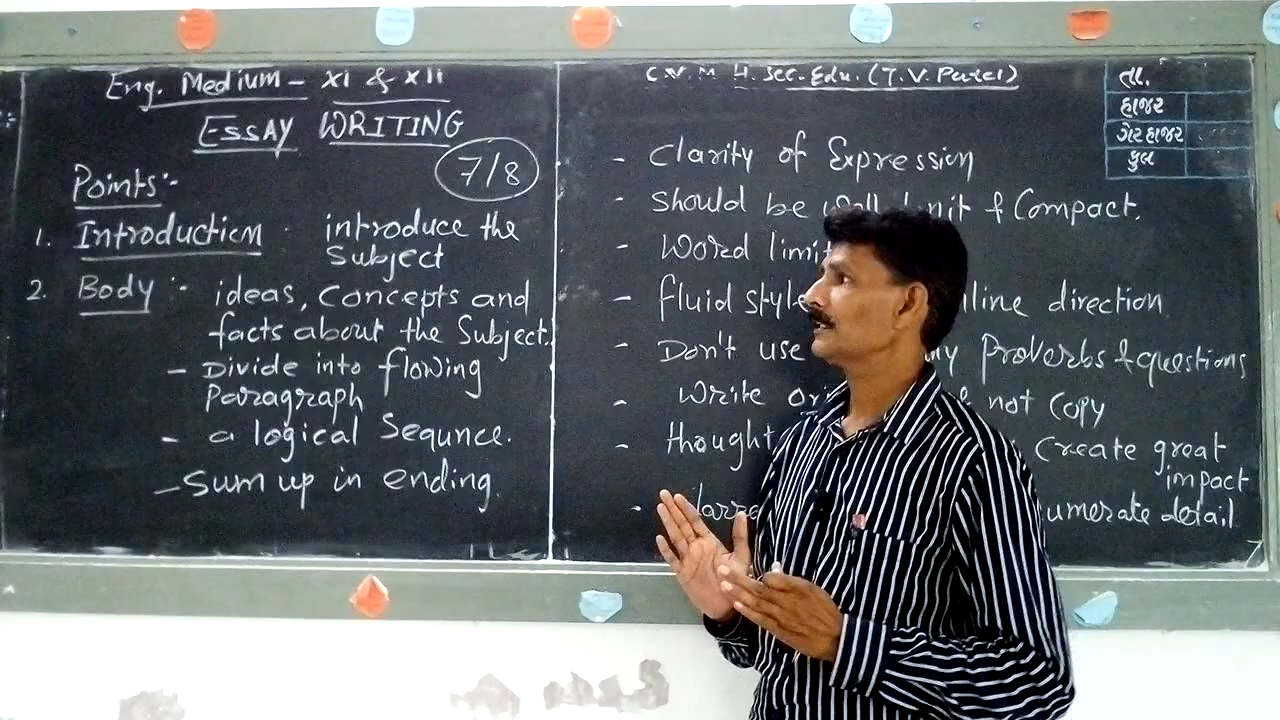 Eng. Medium - XI & XII
ESSAY WRITING
7/8
Points:-
1. Introduction : introduce the
Subject
2. Body :- ideas, concepts and
facts about the Subject.
- Divide into flowing
Paragraph
- a logical Sequnce.
- Sum up in ending.
C.V.M H. Sec. Edu. (T.V. Patel)
- Clarity of Expression
- Should be & Compact.
- Word limit
- fluid style direction
- Don't use Proverbs & questions
- Write not Copy
- thought Create great
impact
- detail
તા.
હાજર
ગેરહાજર
કુલ